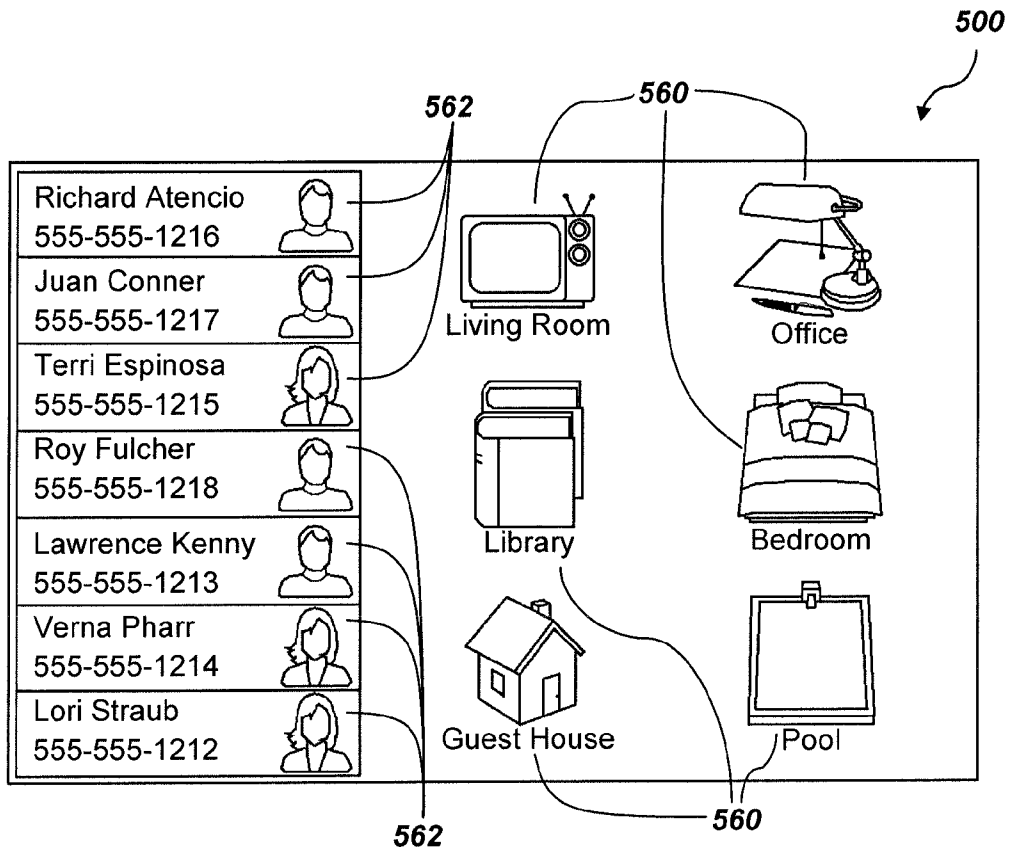 500
560
562
Richard Atencio
555-555-1216
Juan Conner
555-555-1217
Terri Espinosa
555-555-1215
Roy Fulcher
555-555-1218
Lawrence Kenny
555-555-1213
Verna Pharr
555-555-1214
Lori Straub
555-555-1212
Living Room
Office
Library
Bedroom
Guest House
Pool
562
560